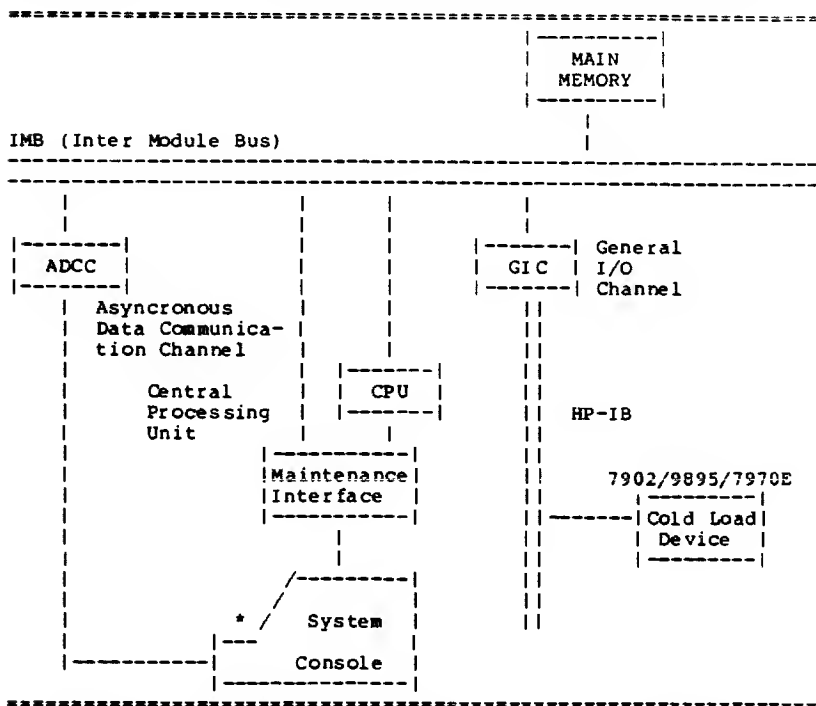 MAIN
MEMORY
IMB (Inter Module Bus)
ADCC
GIC
General
I/O
Channel
Asyncronous
Data Communica-
tion Channel
Central
Processing
Unit
CPU
HP-IB
Maintenance
Interface
7902/9895/7970E
Cold Load
Device
*
System
Console